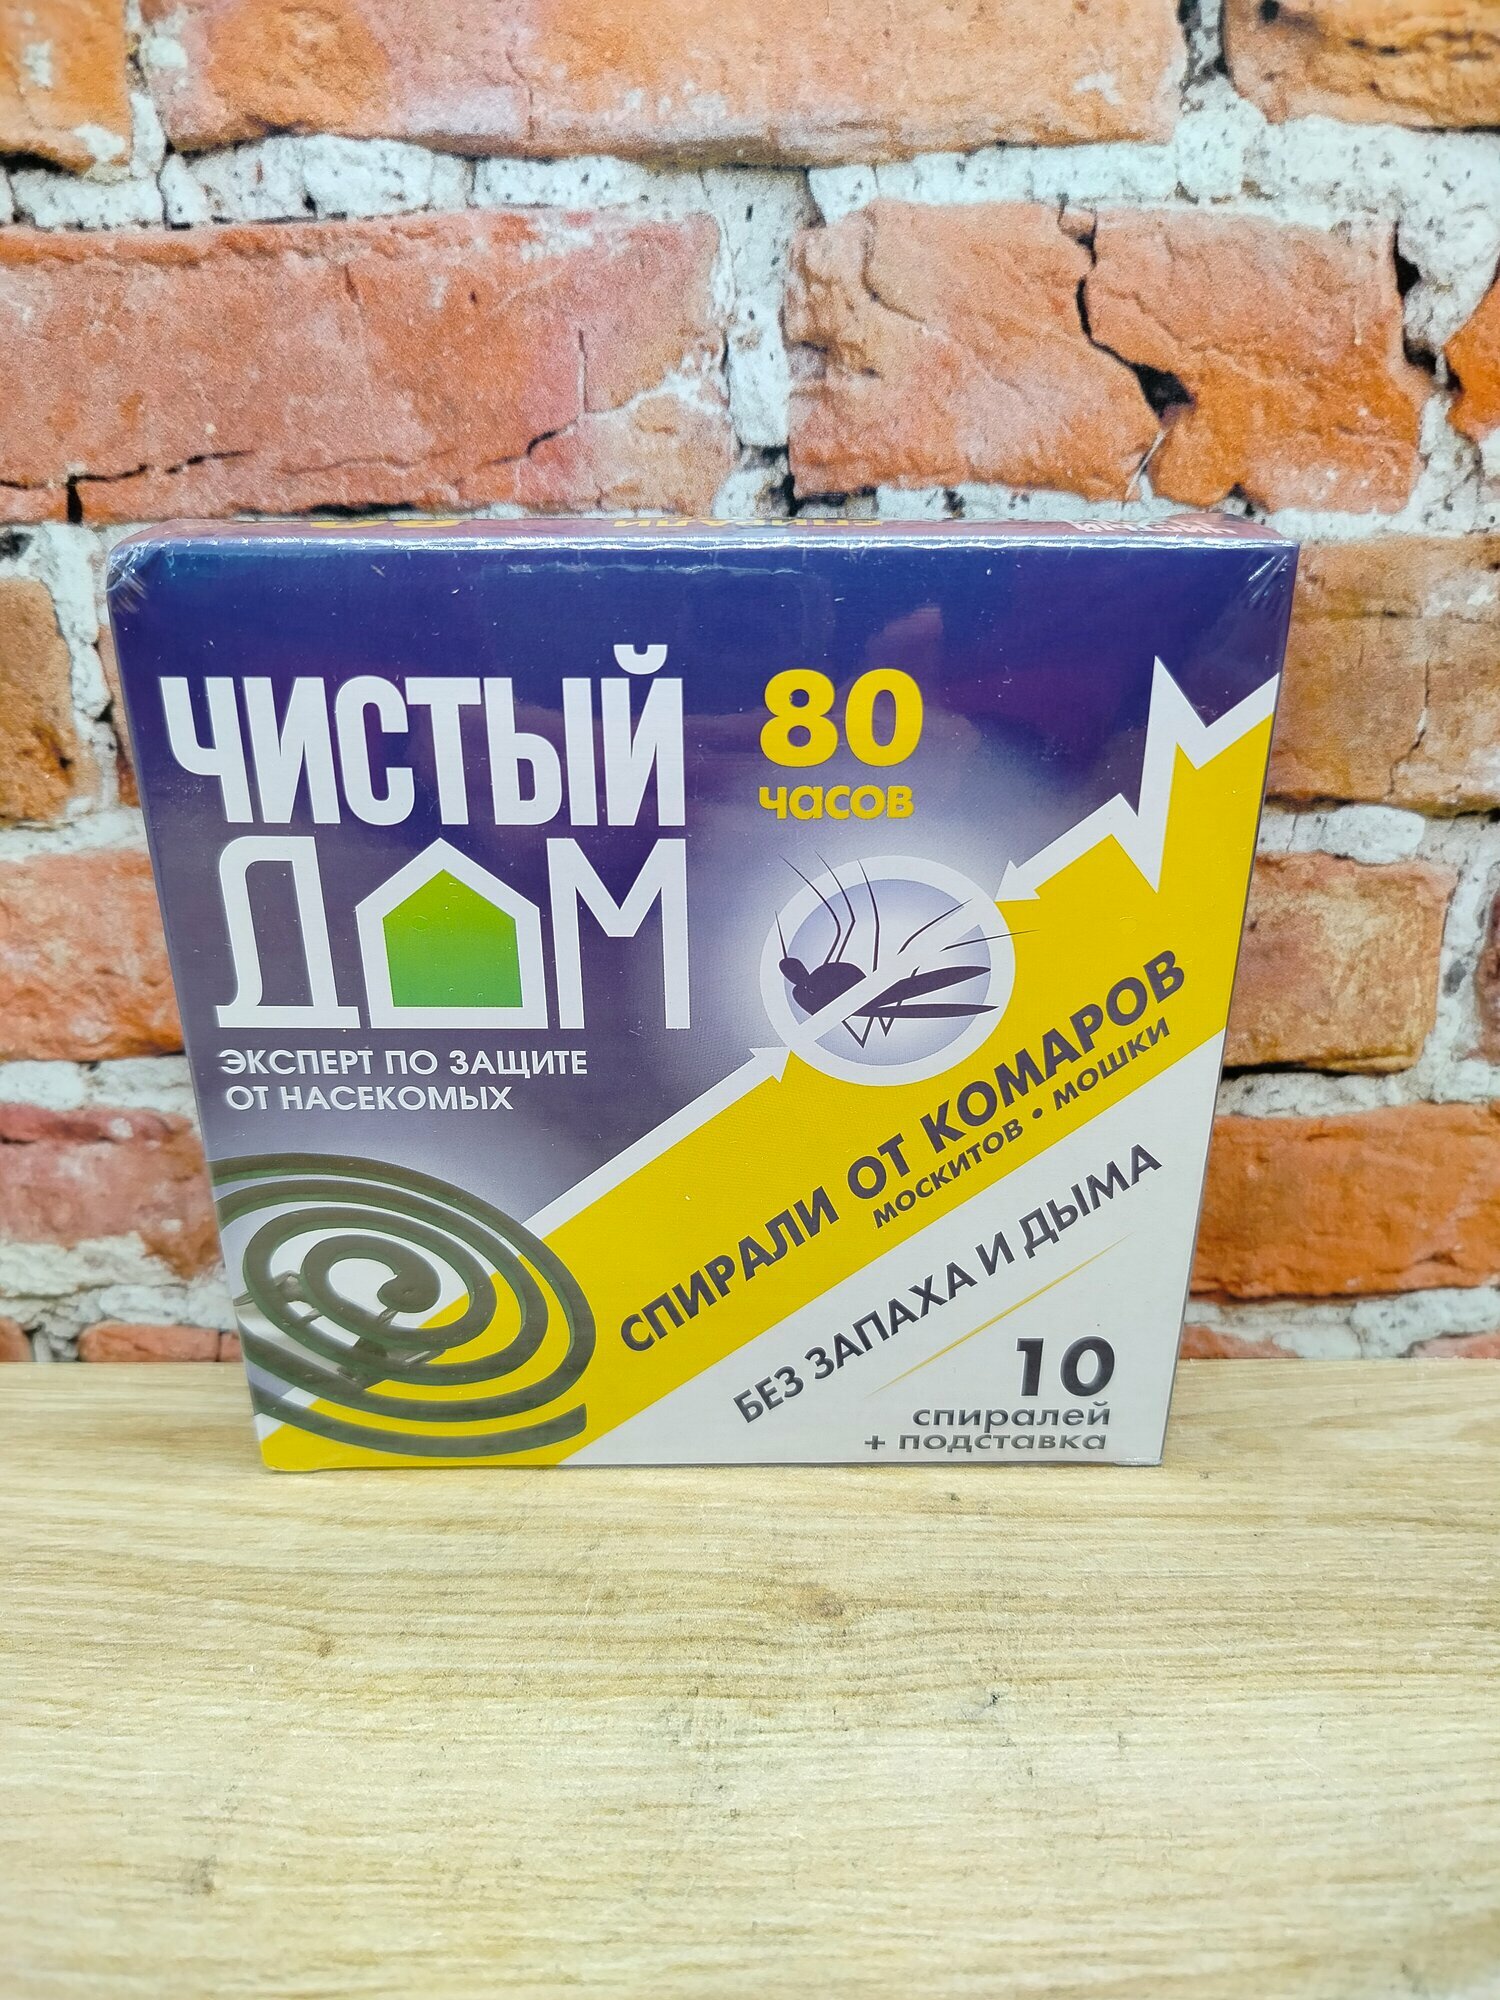 СПИРАЛИ
ЧИСТЫЙ
ДОМ
ЭКСПЕРТ ПО ЗАЩИТЕ
ОТ НАСЕКОМЫХ
80
часов
СПИРАЛИ ОТ КОМАРОВ
МОСКИТОВ • МОШКИ
БЕЗ ЗАПАХА И ДЫМА
10
спиралей
+ подставка